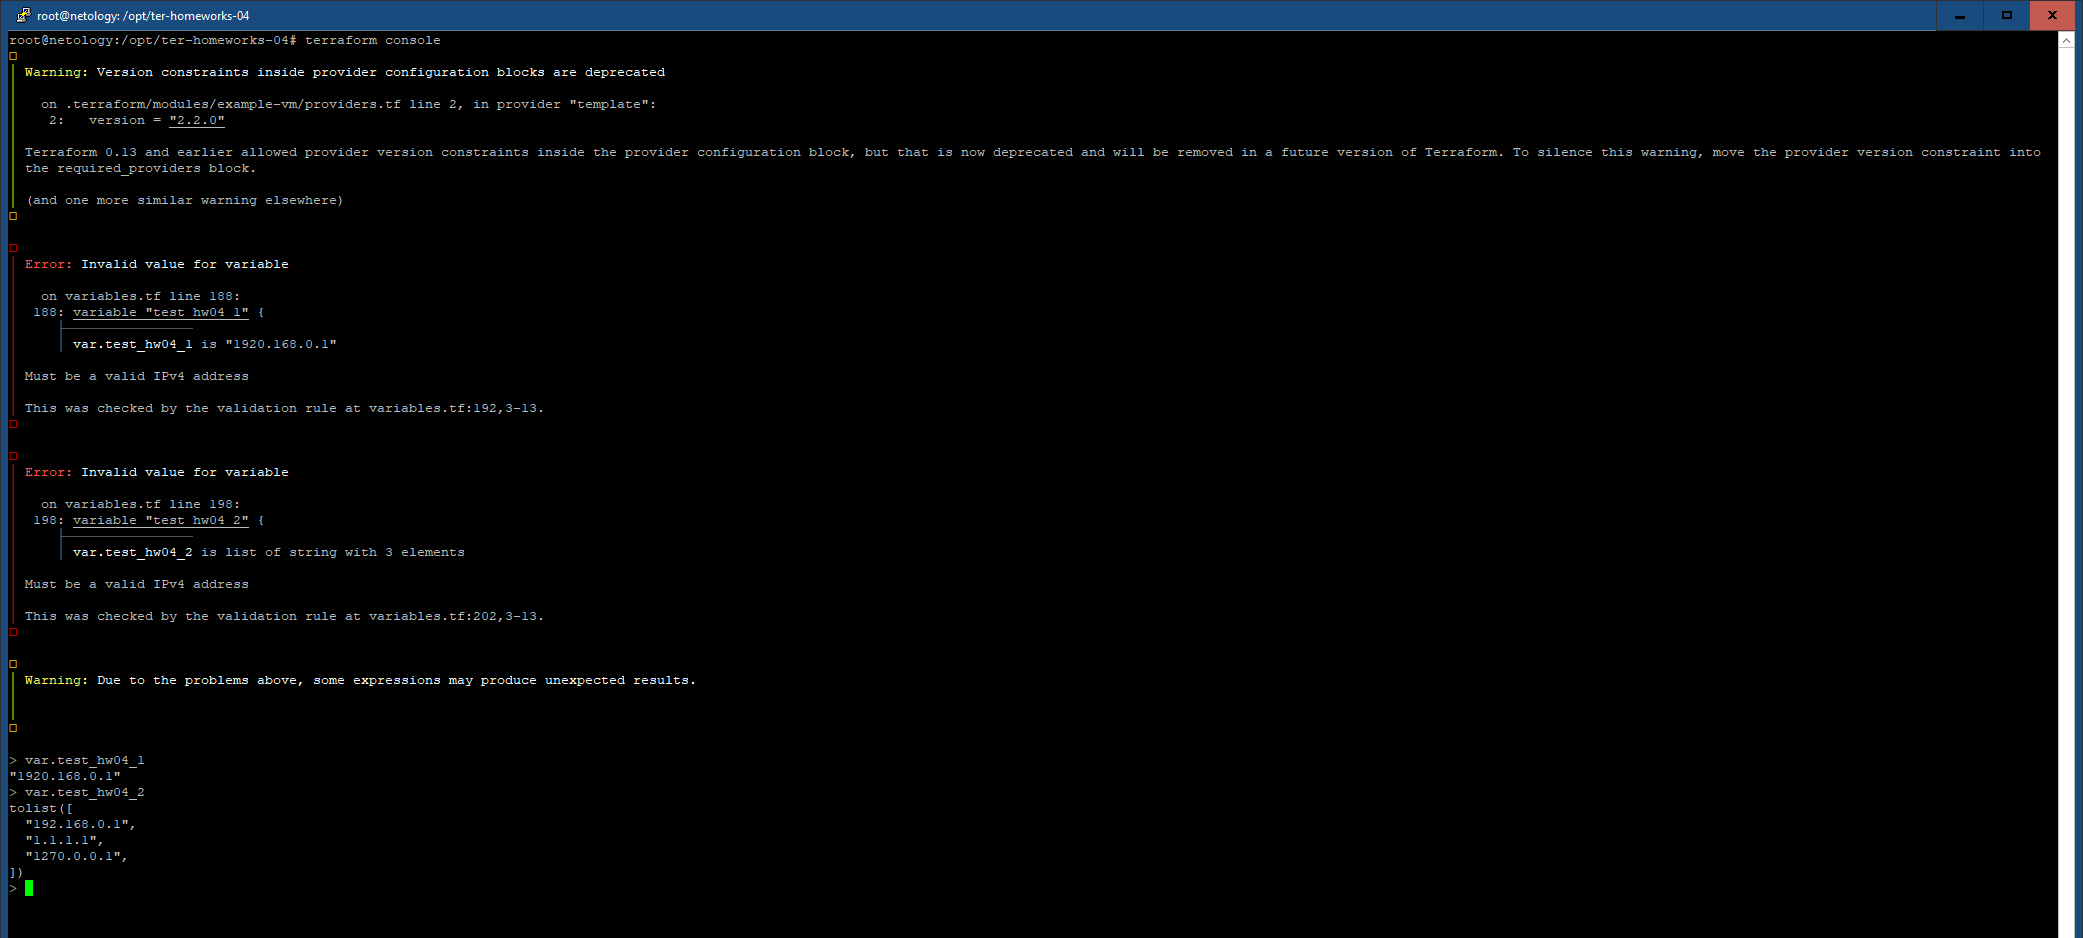 root@netology: /opt/ter-homeworks-04
root@netology:/opt/ter-homeworks-04# terraform console
Warning: Version constraints inside provider configuration blocks are deprecated
on .terraform/modules/example-vm/providers.tf line 2, in provider "template":
2:   version = "2.2.0"
Terraform 0.13 and earlier allowed provider version constraints inside the provider configuration block, but that is now deprecated and will be removed in a future version of Terraform. To silence this warning, move the provider version constraint into
the required_providers block.
(and one more similar warning elsewhere)
Error: Invalid value for variable
on variables.tf line 188:
188: variable "test_hw04_1" {
var.test_hw04_1 is "1920.168.0.1"
Must be a valid IPv4 address
This was checked by the validation rule at variables.tf:192,3-13.
Error: Invalid value for variable
on variables.tf line 198:
198: variable "test_hw04_2" {
var.test_hw04_2 is list of string with 3 elements
Must be a valid IPv4 address
This was checked by the validation rule at variables.tf:202,3-13.
Warning: Due to the problems above, some expressions may produce unexpected results.
> var.test_hw04_1
"1920.168.0.1"
> var.test_hw04_2
tolist([
  "192.168.0.1",
  "1.1.1.1",
  "1270.0.0.1",
])
>